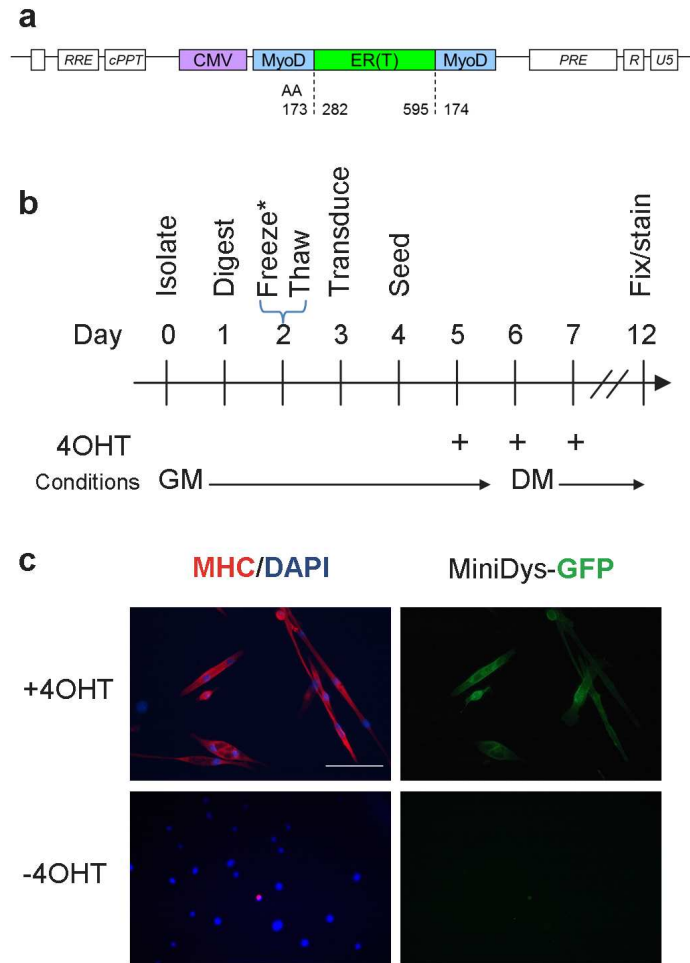 a
RRE cPPT CMV MyoD ER(T) MyoD PRE R U5
AA
173 282 595 174
b
Isolate
Digest
Freeze*
Thaw
Transduce
Seed
Fix/stain
Day 0 1 2 3 4 5 6 7 12
4OHT + + +
Conditions GM DM
c
MHC/DAPI MiniDys-GFP
+4OHT
-4OHT